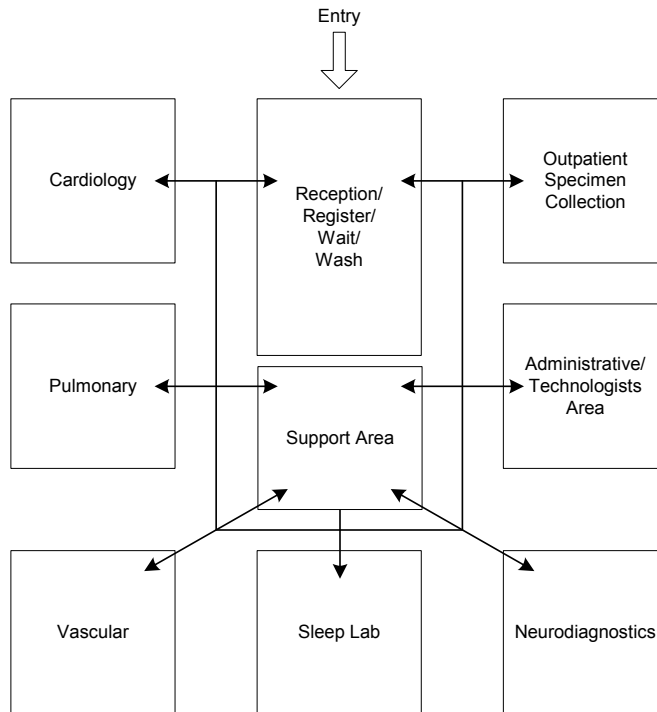 Entry
Cardiology
Reception/
Register/
Wait/
Wash
Outpatient
Specimen
Collection
Pulmonary
Support Area
Administrative/
Technologists
Area
Vascular
Sleep Lab
Neurodiagnostics